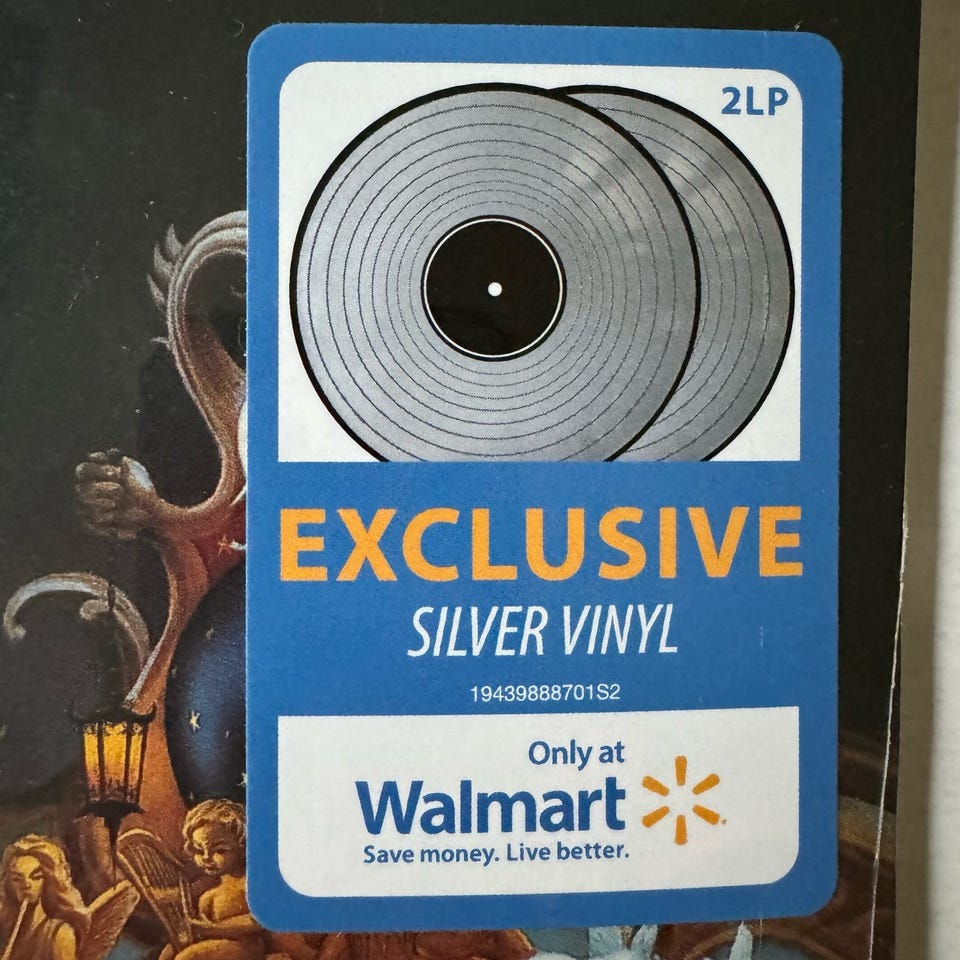 2LP
EXCLUSIVE
SILVER VINYL
19439888701S2
Only at
Walmart
Save money. Live better.